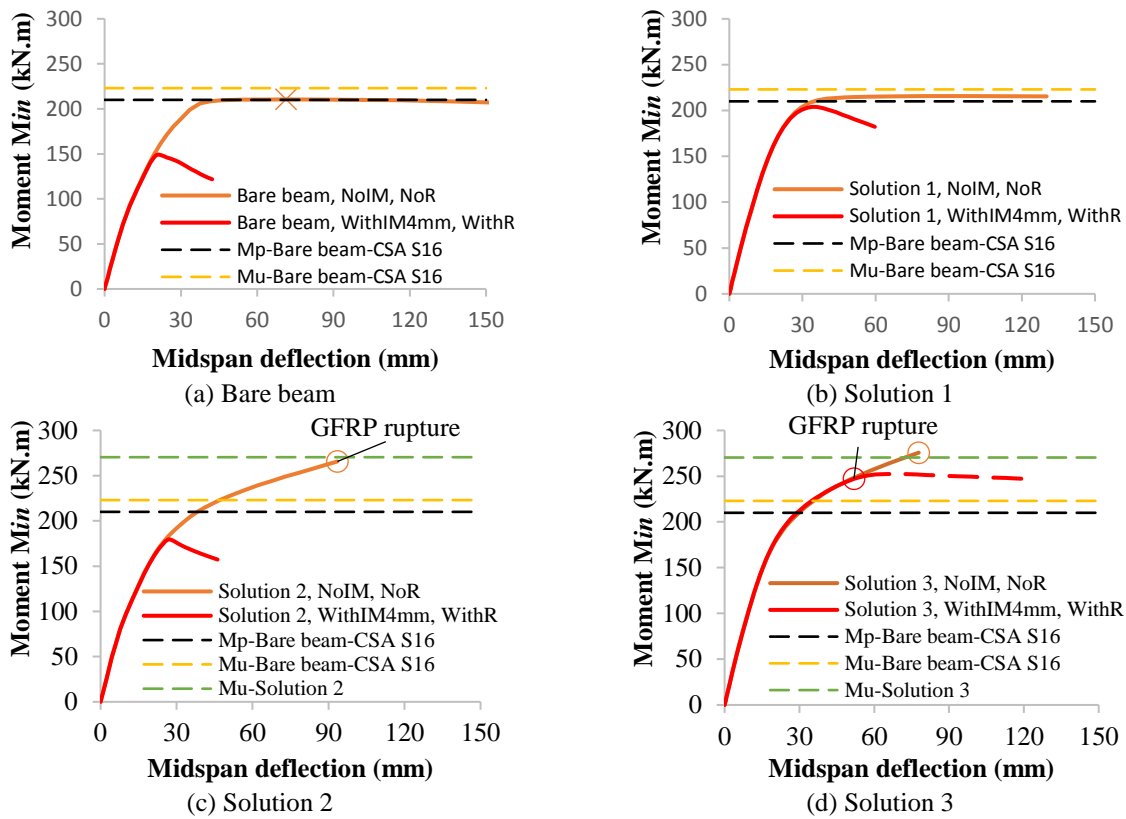 Moment Min (kN.m)
300
250
200
150
100
50
0
Bare beam, NoIM, NoR
Bare beam, WithIM4mm, WithR
Mp-Bare beam-CSA S16
Mu-Bare beam-CSA S16
0 30 60 90 120 150
Midspan deflection (mm)
(a) Bare beam
Moment Min (kN.m)
300
250
200
150
100
50
0
Solution 1, NoIM, NoR
Solution 1, WithIM4mm, WithR
Mp-Bare beam-CSA S16
Mu-Bare beam-CSA S16
0 30 60 90 120 150
Midspan deflection (mm)
(b) Solution 1
Moment Min (kN.m)
300
250
200
150
100
50
0
GFRP rupture
Solution 2, NoIM, NoR
Solution 2, WithIM4mm, WithR
Mp-Bare beam-CSA S16
Mu-Bare beam-CSA S16
Mu-Solution 2
0 30 60 90 120 150
Midspan deflection (mm)
(c) Solution 2
Moment Min (kN.m)
300
250
200
150
100
50
0
GFRP rupture
Solution 3, NoIM, NoR
Solution 3, WithIM4mm, WithR
Mp-Bare beam-CSA S16
Mu-Bare beam-CSA S16
Mu-Solution 3
0 30 60 90 120 150
Midspan deflection (mm)
(d) Solution 3